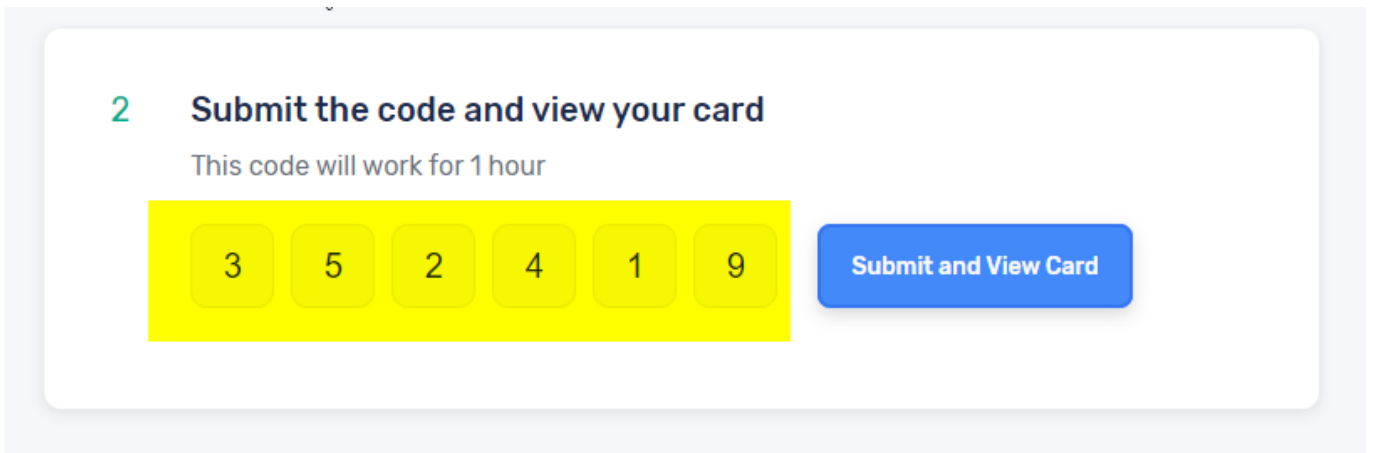 2 Submit the code and view your card
This code will work for 1 hour
3 5 2 4 1 9 Submit and View Card